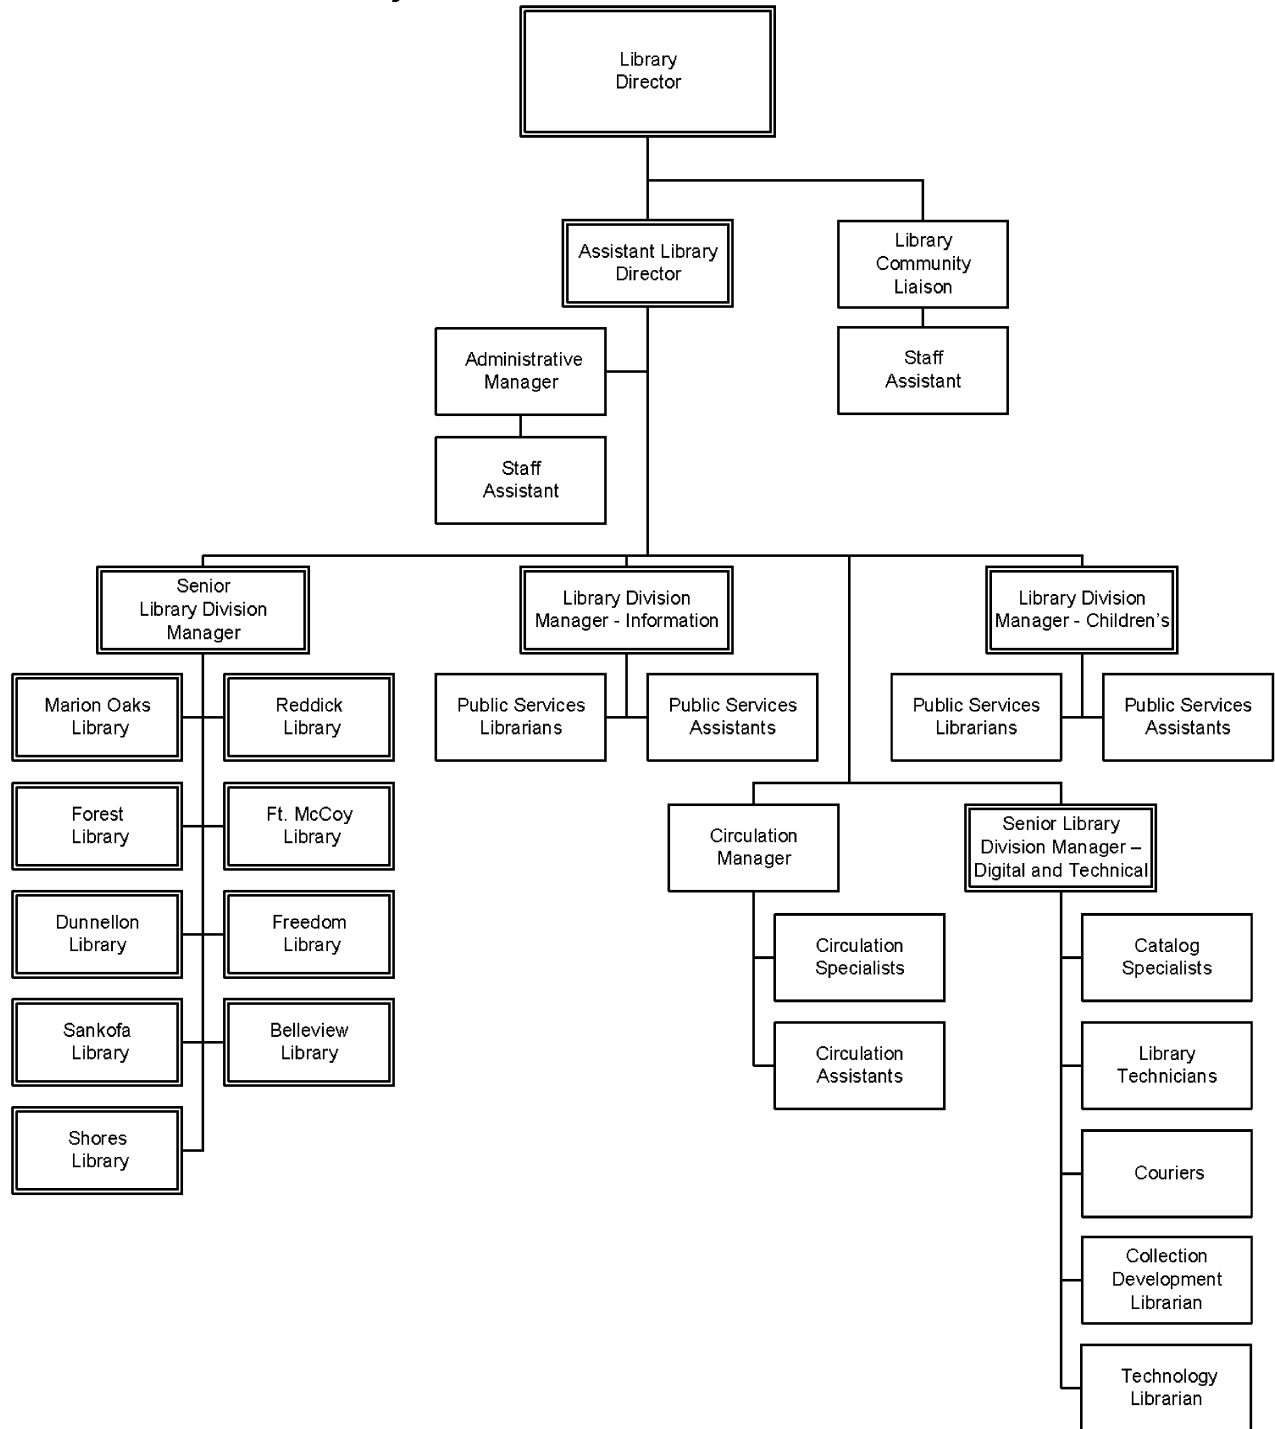 Library
Director
Assistant Library
Director
Library
Community
Liaison
Administrative
Manager
Staff
Assistant
Staff
Assistant
Senior
Library Division
Manager
Library Division
Manager - Information
Library Division
Manager - Children's
Marion Oaks
Library
Reddick
Library
Public Services
Librarians
Public Services
Assistants
Public Services
Librarians
Public Services
Assistants
Forest
Library
Ft. McCoy
Library
Circulation
Manager
Senior Library
Division Manager –
Digital and Technical
Dunnellon
Library
Freedom
Library
Circulation
Specialists
Catalog
Specialists
Sankofa
Library
Belleview
Library
Circulation
Assistants
Library
Technicians
Shores
Library
Couriers
Collection
Development
Librarian
Technology
Librarian